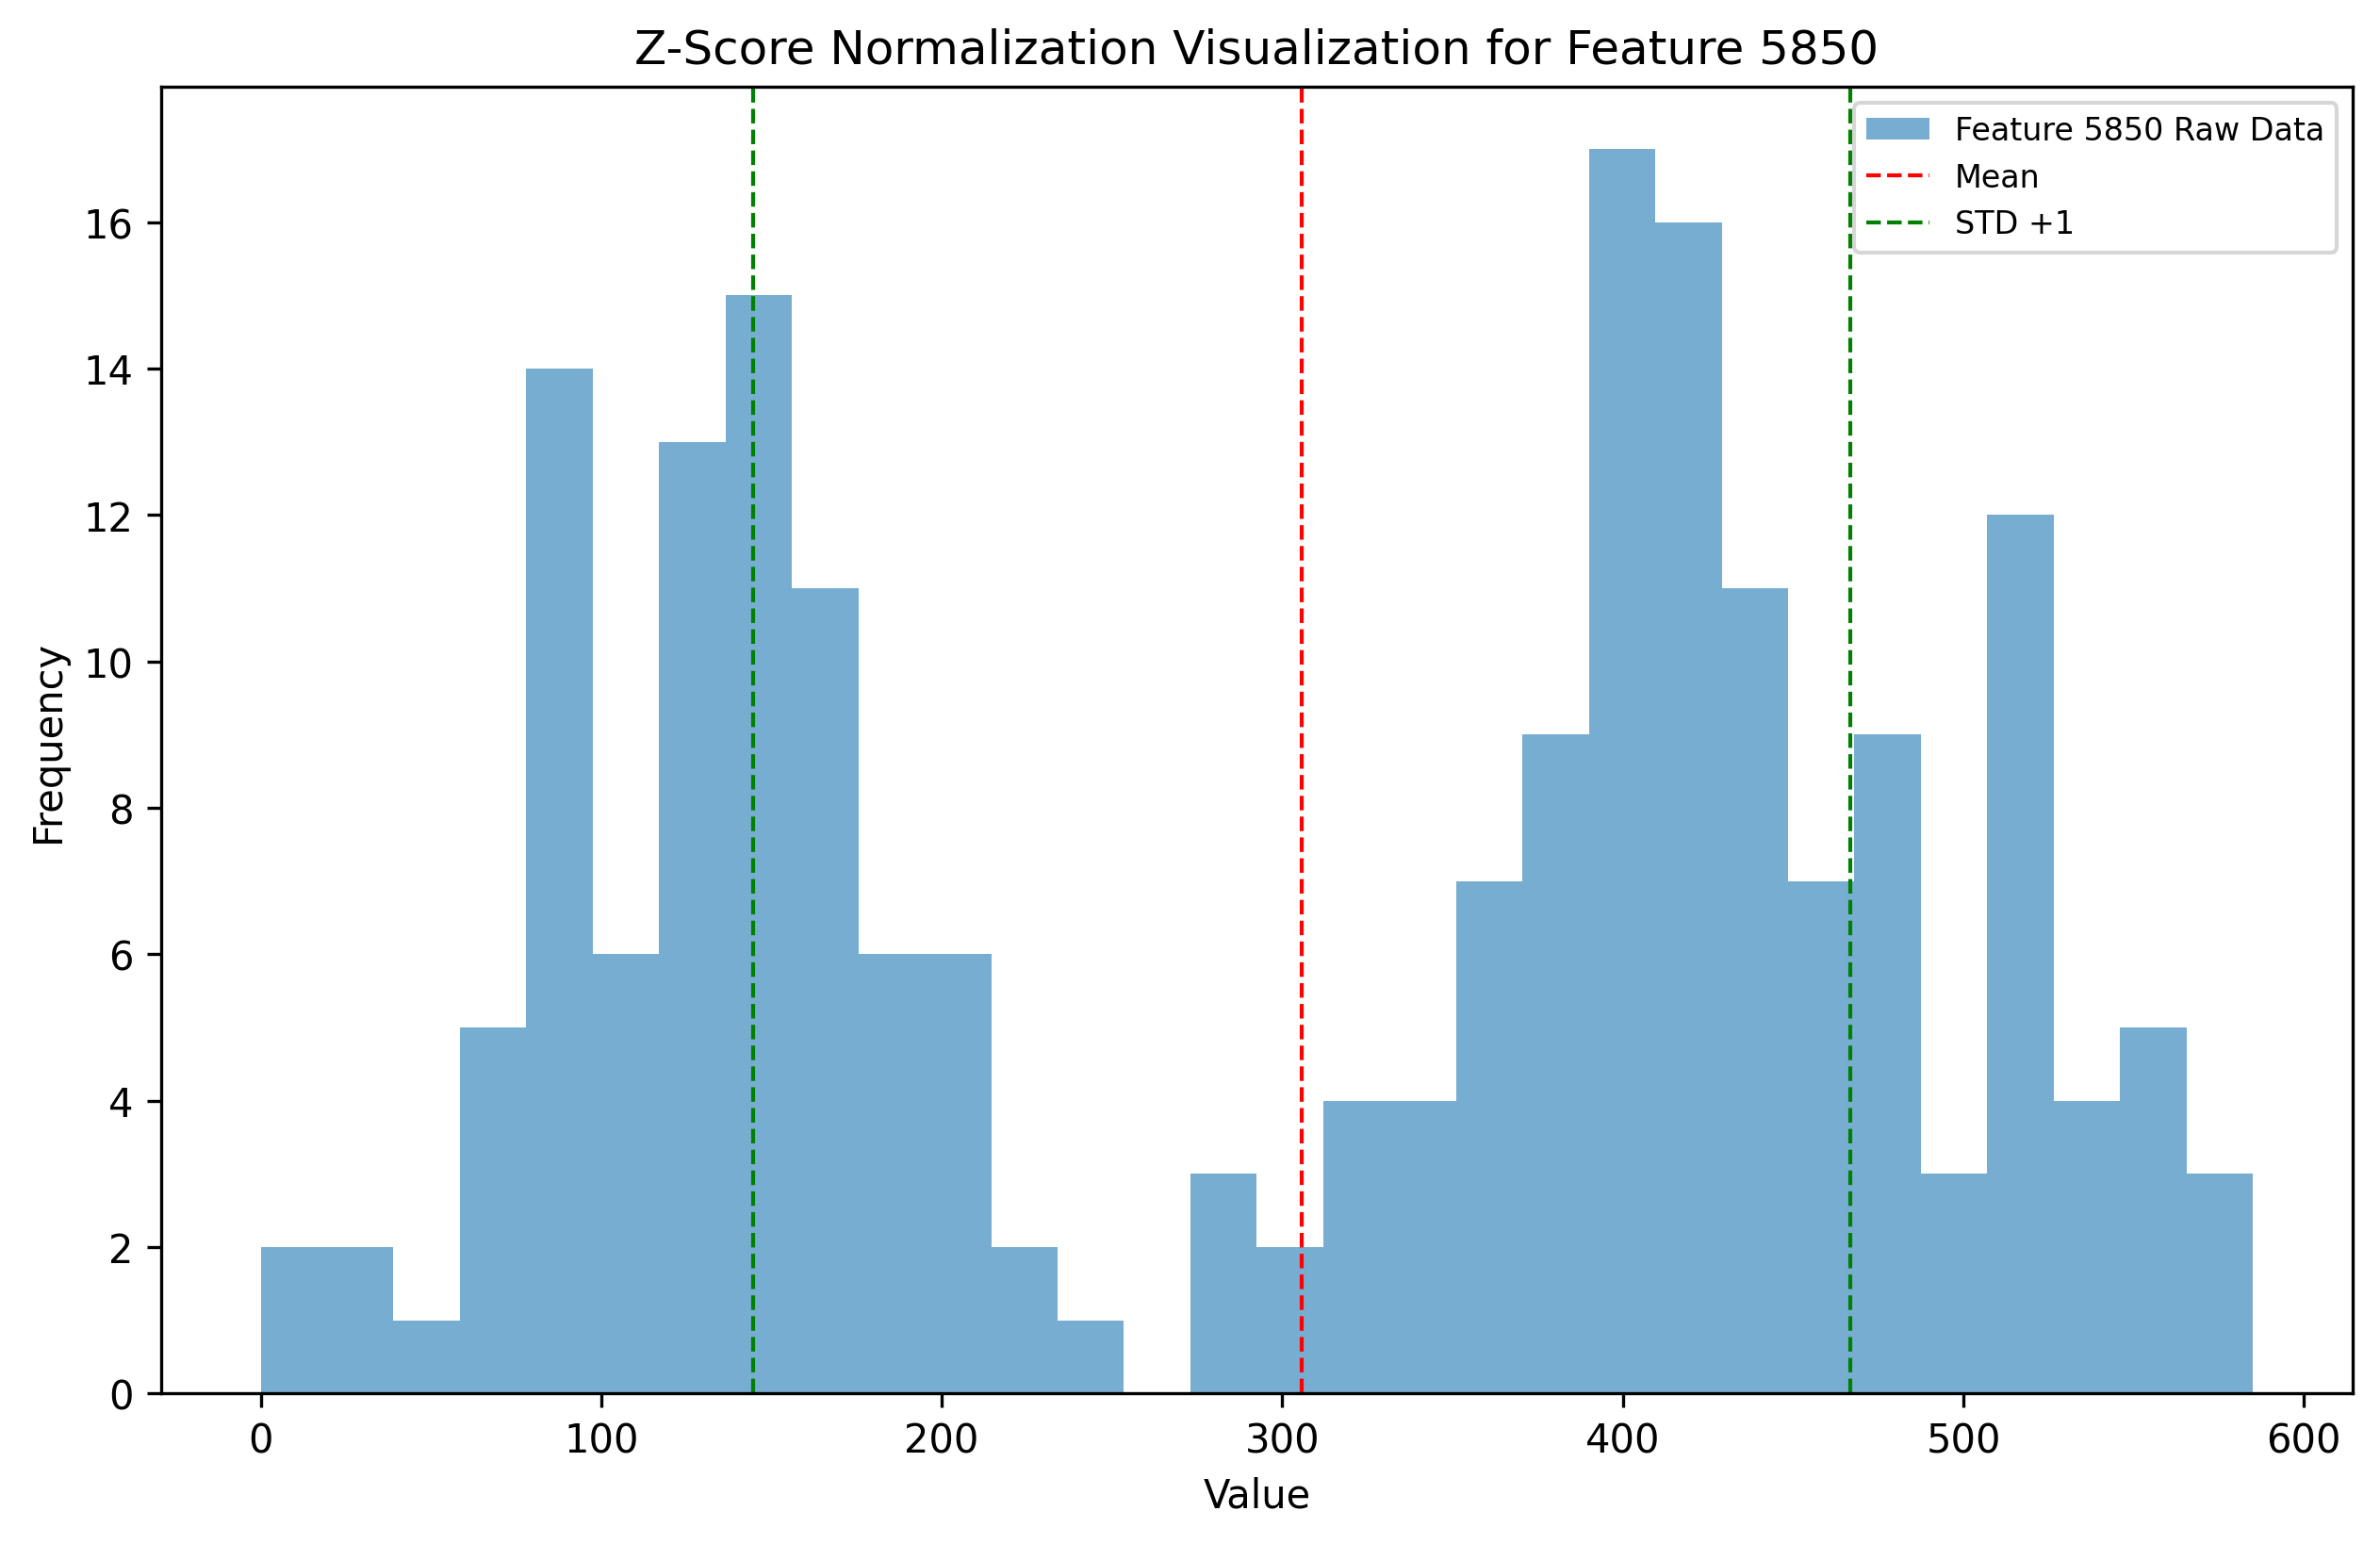 Z-Score Normalization Visualization for Feature 5850
Feature 5850 Raw Data
Mean
STD +1
16
14
12
10
8
6
4
2
0
Frequency
0 100 200 300 400 500 600
Value